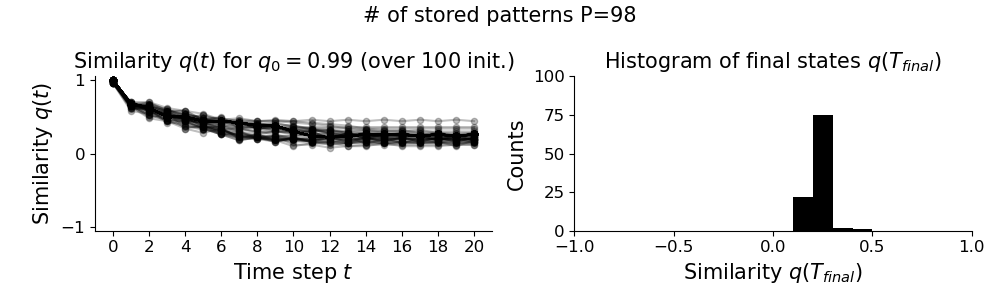 # of stored patterns P=98
Similarity q(t) for q₀ = 0.99 (over 100 init.)
1
0
−1
Similarity q(t)
0 2 4 6 8 10 12 14 16 18 20
Time step t
Histogram of final states q(T_final)
100
75
50
25
0
Counts
−1.0 −0.5 0.0 0.5 1.0
Similarity q(T_final)